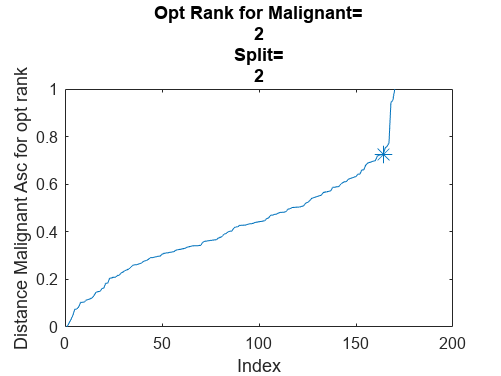 Opt Rank for Malignant=
2
Split=
2
Distance Malignant Asc for opt rank
1
0.8
0.6
0.4
0.2
0
0 50 100 150 200
Index